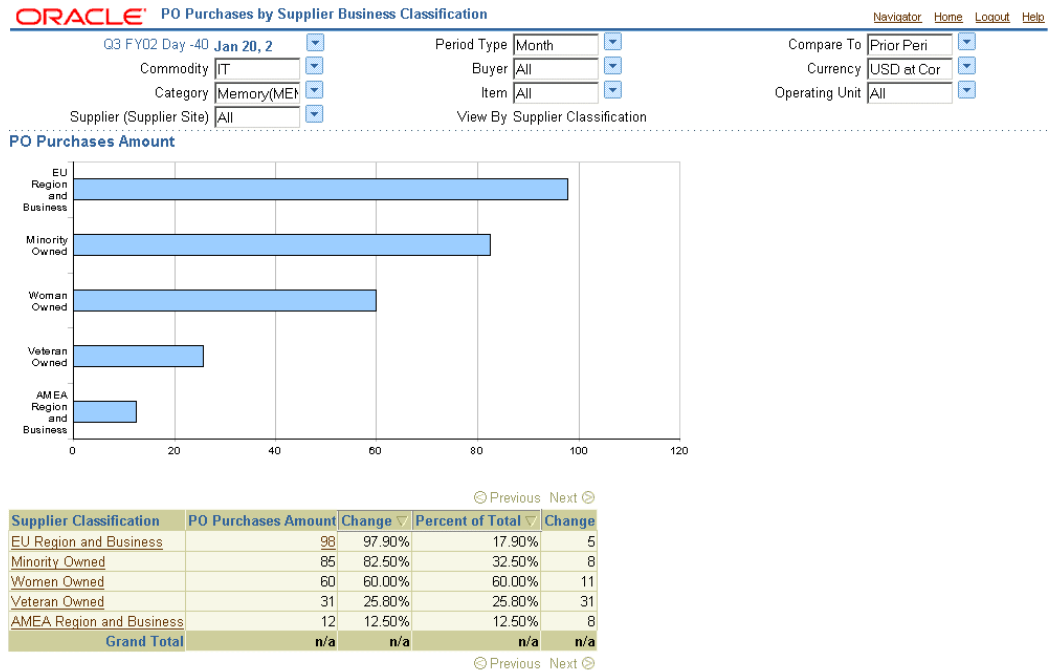 ORACLE® PO Purchases by Supplier Business Classification Navigator Home Logout Help
Q3 FY02 Day -40 Jan 20, 2 Period Type Month Compare To Prior Peri
Commodity IT Buyer All Currency USD at Cor
Category Memory(MEM Item All Operating Unit All
Supplier (Supplier Site) All View By Supplier Classification
PO Purchases Amount
EU
Region
and
Business
Minority
Owned
Woman
Owned
Veteran
Owned
AMEA
Region
and
Business
0 20 40 60 80 100 120
Previous Next
Supplier Classification PO Purchases Amount Change Percent of Total Change
EU Region and Business 98 97.90% 17.90% 5
Minority Owned 85 82.50% 32.50% 8
Women Owned 60 60.00% 60.00% 11
Veteran Owned 31 25.80% 25.80% 31
AMEA Region and Business 12 12.50% 12.50% 8
Grand Total n/a n/a n/a n/a
Previous Next